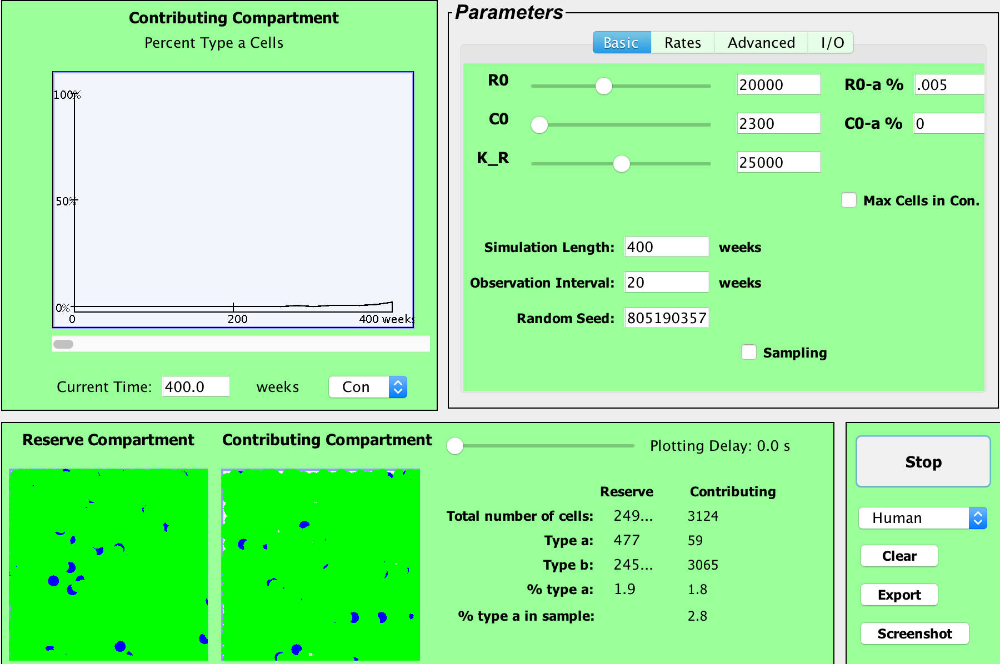 Contributing Compartment
Percent Type a Cells
100%
50%
0%
0 200 400 weeks
Current Time: 400.0 weeks Con
Parameters
Basic Rates Advanced I/O
R0 20000 R0-a % .005
C0 2300 C0-a % 0
K_R 25000
Max Cells in Con.
Simulation Length: 400 weeks
Observation Interval: 20 weeks
Random Seed: 805190357
Sampling
Reserve Compartment Contributing Compartment
Plotting Delay: 0.0 s
Reserve Contributing
Total number of cells: 249... 3124
Type a: 477 59
Type b: 245... 3065
% type a: 1.9 1.8
% type a in sample: 2.8
Stop
Human
Clear
Export
Screenshot